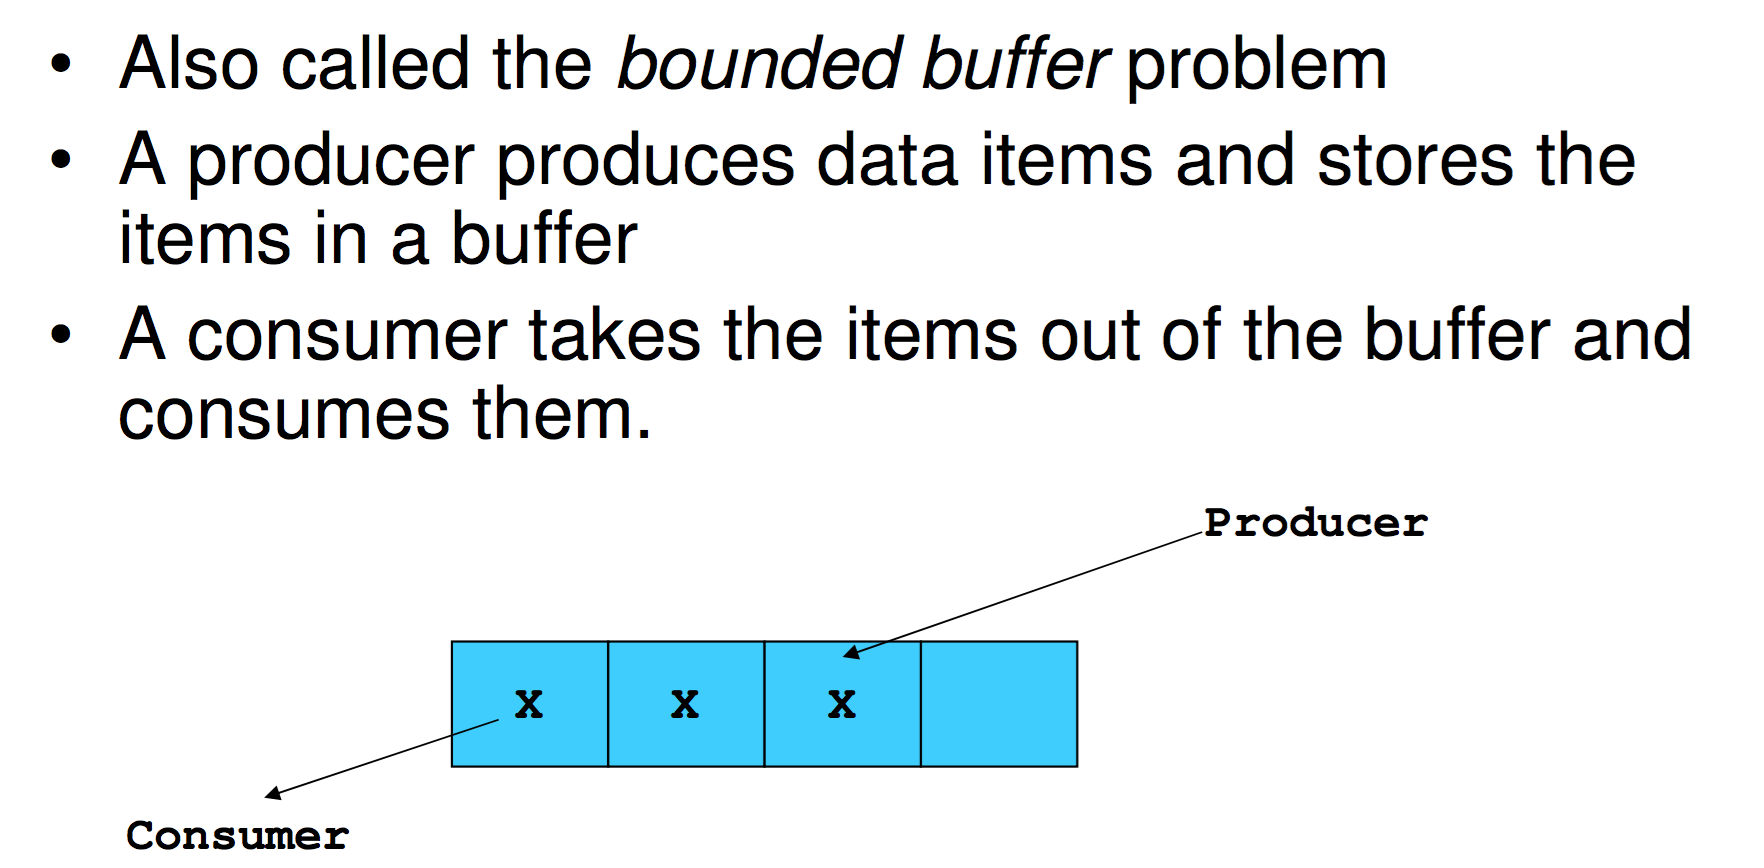 • Also called the bounded buffer problem
• A producer produces data items and stores the
items in a buffer
• A consumer takes the items out of the buffer and
consumes them.
Producer
x x x
Consumer